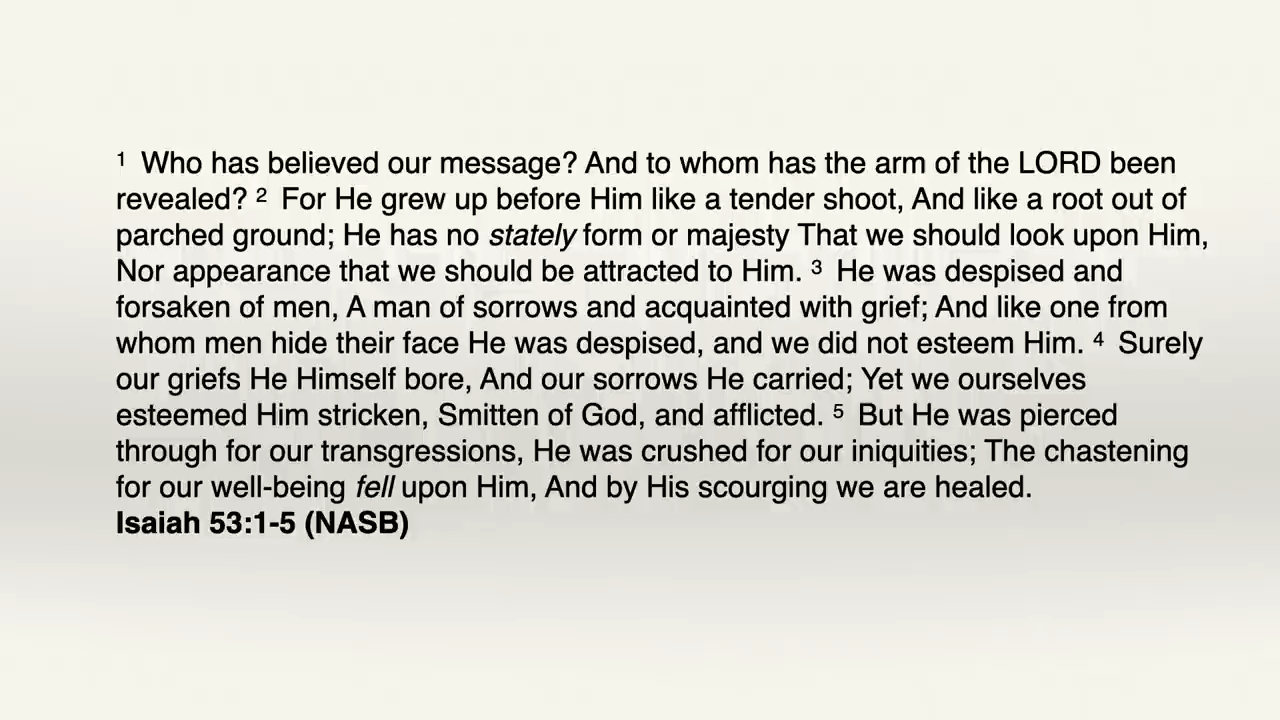 1 Who has believed our message? And to whom has the arm of the LORD been
revealed? 2 For He grew up before Him like a tender shoot, And like a root out of
parched ground; He has no stately form or majesty That we should look upon Him,
Nor appearance that we should be attracted to Him. 3 He was despised and
forsaken of men, A man of sorrows and acquainted with grief; And like one from
whom men hide their face He was despised, and we did not esteem Him. 4 Surely
our griefs He Himself bore, And our sorrows He carried; Yet we ourselves
esteemed Him stricken, Smitten of God, and afflicted. 5 But He was pierced
through for our transgressions, He was crushed for our iniquities; The chastening
for our well-being fell upon Him, And by His scourging we are healed.
Isaiah 53:1-5 (NASB)